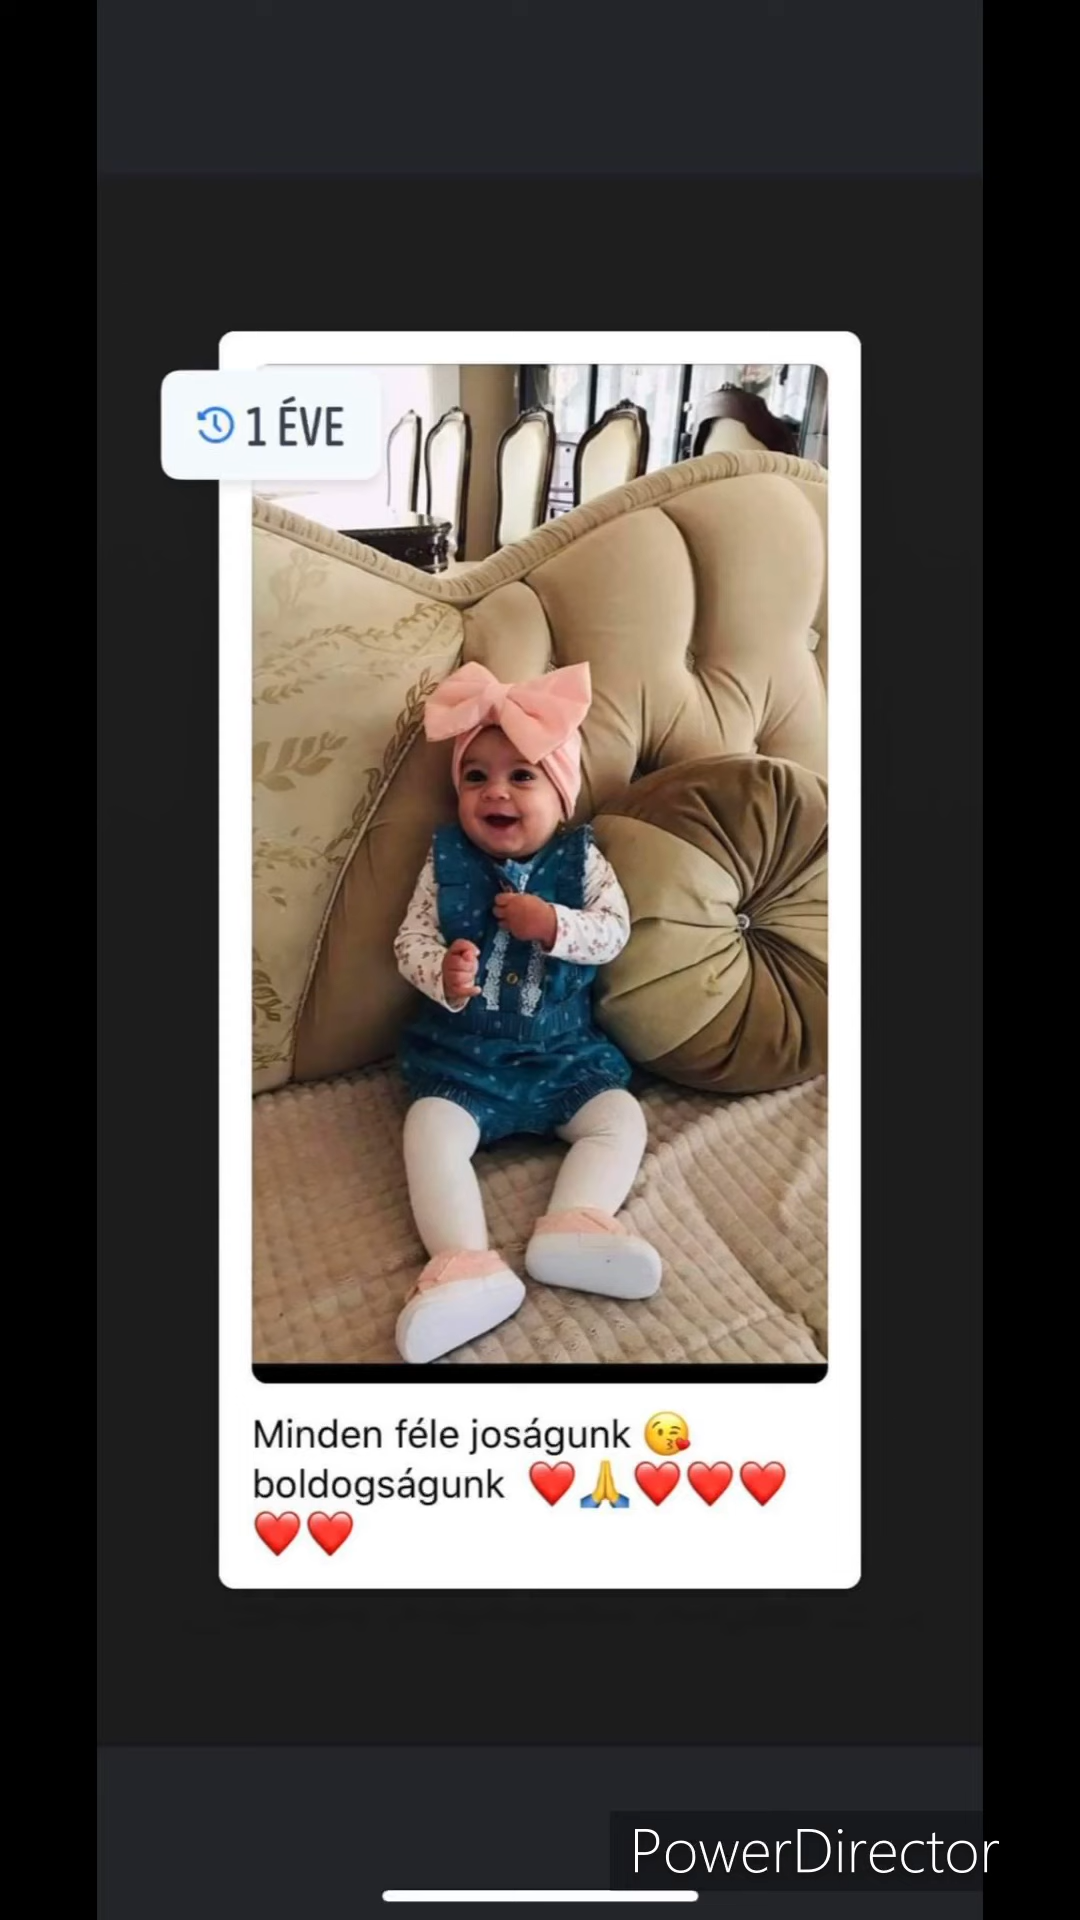 1 ÉVE
Minden féle joságunk 😘
boldogságunk ❤️🙏❤️❤️❤️
❤️❤️
PowerDirector